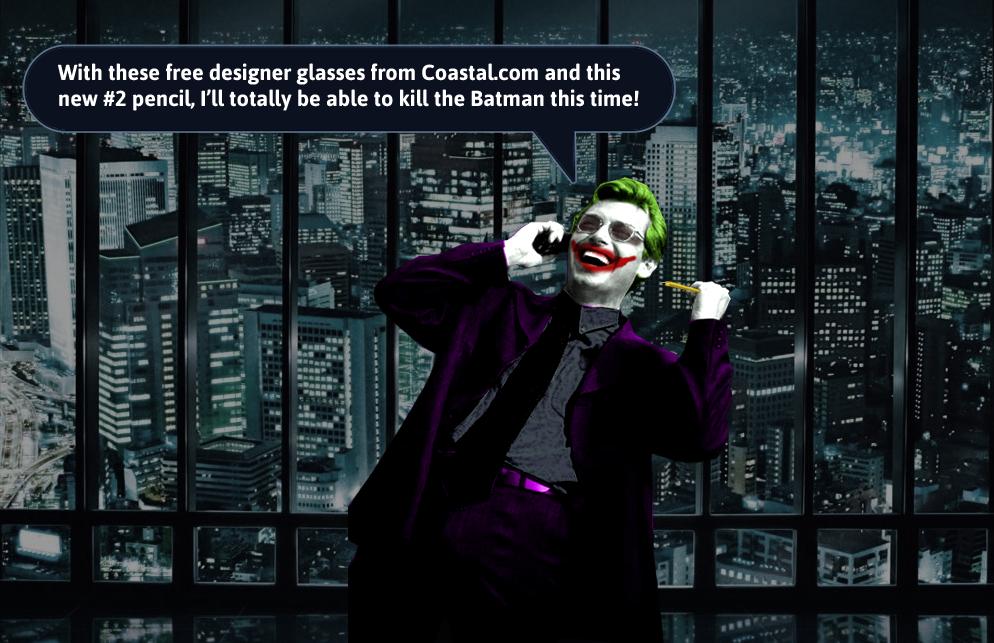 With these free designer glasses from Coastal.com and this
new #2 pencil, I’ll totally be able to kill the Batman this time!